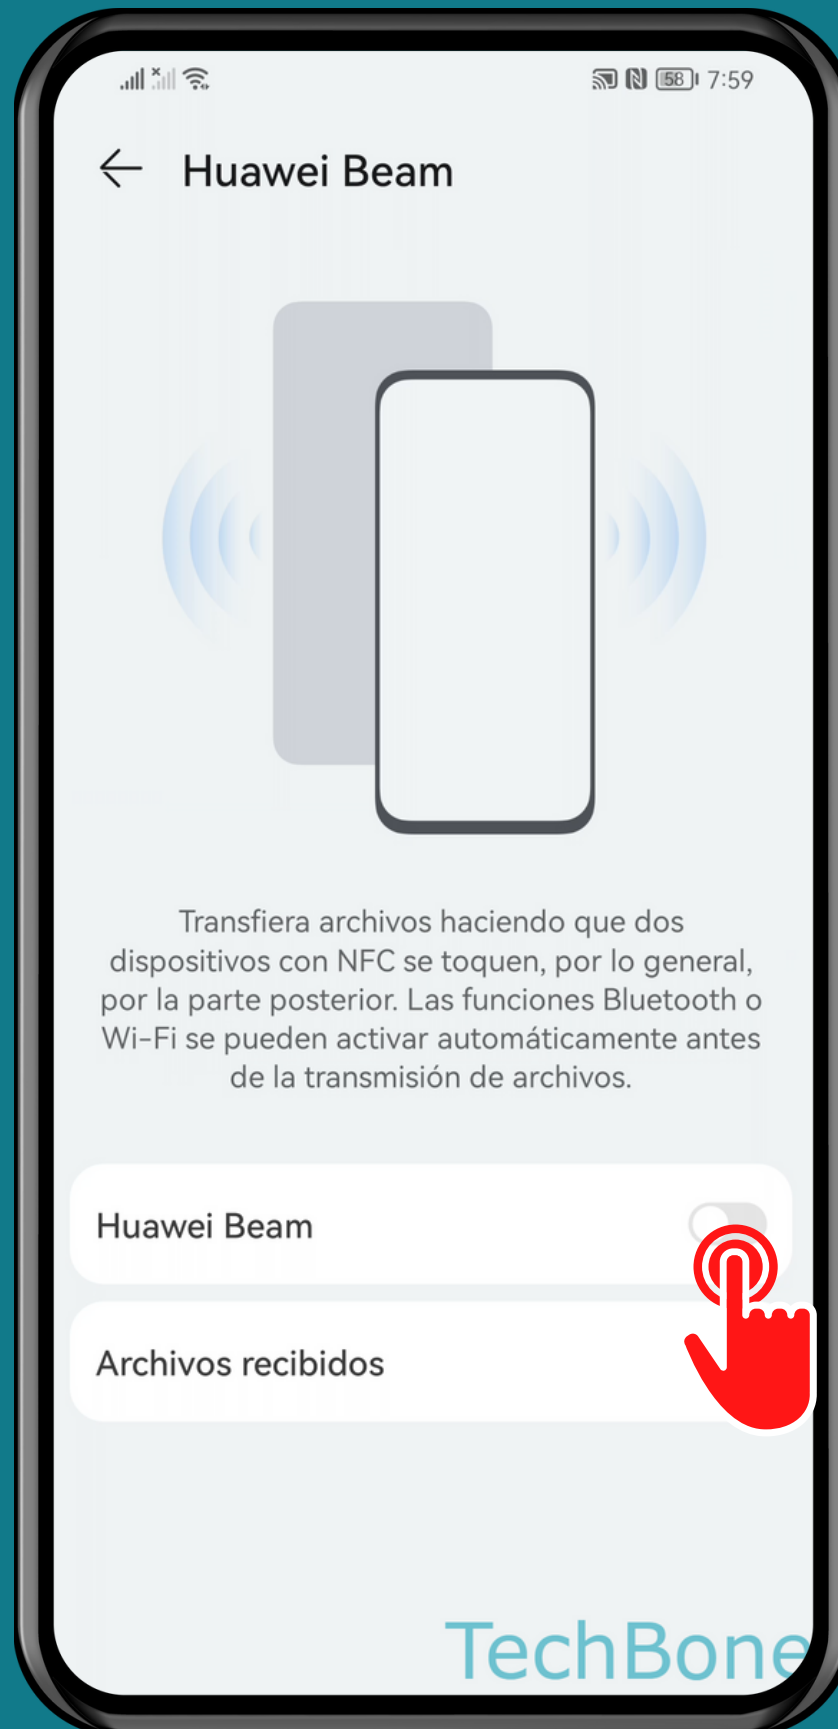 58 7:59
Huawei Beam
Transfiera archivos haciendo que dos
dispositivos con NFC se toquen, por lo general,
por la parte posterior. Las funciones Bluetooth o
Wi-Fi se pueden activar automáticamente antes
de la transmisión de archivos.
Huawei Beam
Archivos recibidos
TechBone